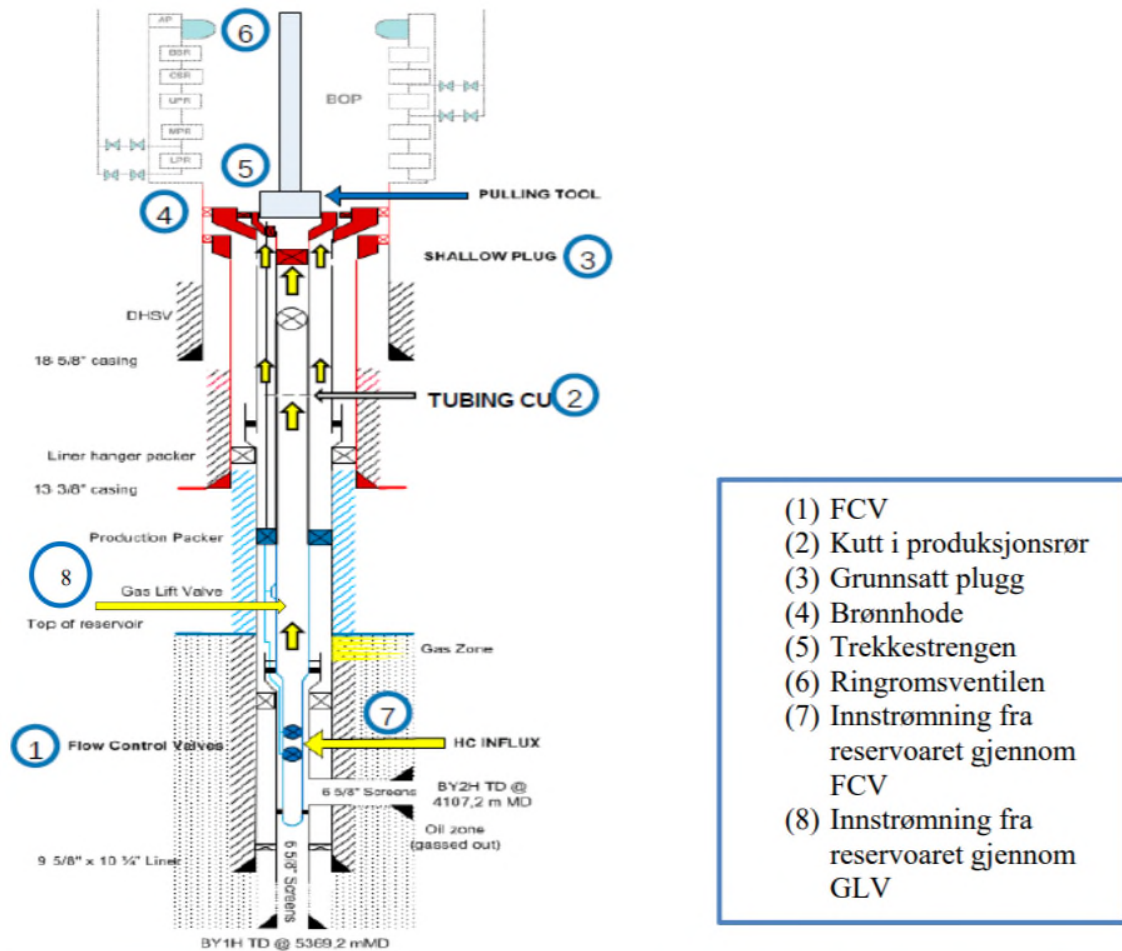 AP
6
BSR
CSR
BOP
UPR
MPR
LPR
5
PULLING TOOL
4
SHALLOW PLUG
3
DHSV
18 5/8" casing
TUBING CU
2
Liner hanger packer
13 3/8" casing
Production Packer
8
Gas Lift Valve
Top of reservoir
Gas Zone
7
1
Flow Control Valves
HC INFLUX
6 5/8" Screens
BY2H TD @
4107,2 m MD
Oil zone
(gassed out)
9 5/8" x 10 ¾" Liner
6 5/8" Screens
BY1H TD @ 5369,2 mMD
(1) FCV
(2) Kutt i produksjonsrør
(3) Grunnsatt plugg
(4) Brønnhode
(5) Trekkestrengen
(6) Ringromsventilen
(7) Innstrømning fra
reservoaret gjennom
FCV
(8) Innstrømning fra
reservoaret gjennom
GLV